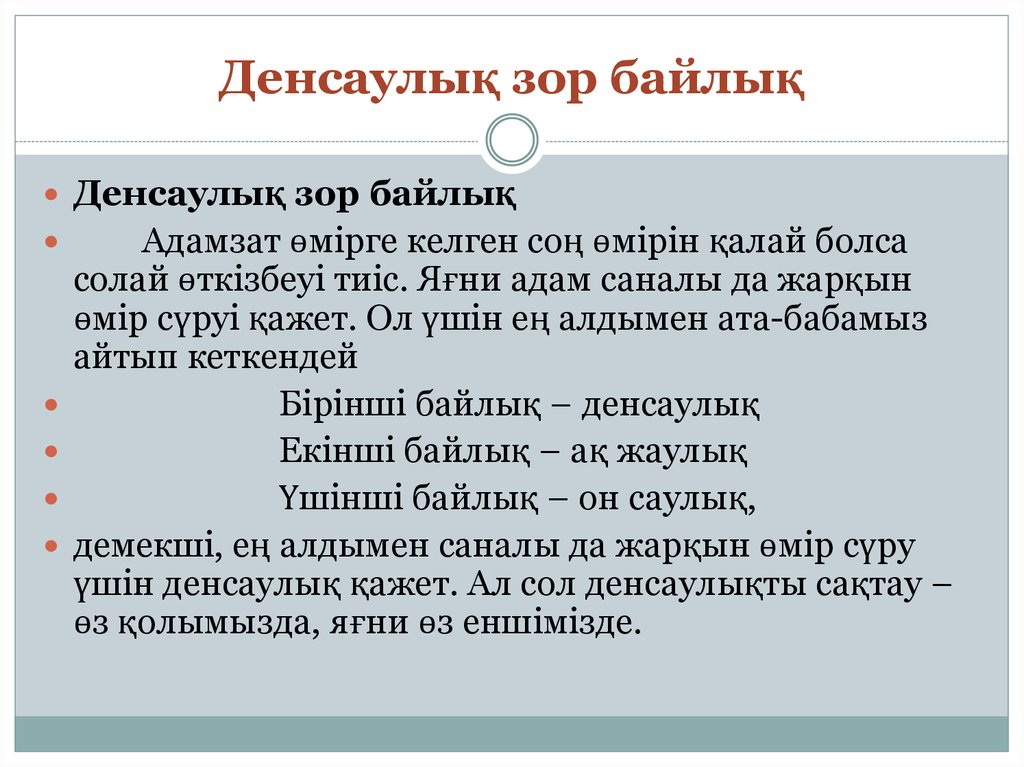 Денсаулық зор байлық
Денсаулық зор байлық
Адамзат өмірге келген соң өмірін қалай болса
солай өткізбеуі тиіс. Яғни адам саналы да жарқын
өмір сүруі қажет. Ол үшін ең алдымен ата-бабамыз
айтып кеткендей
Бірінші байлық – денсаулық
Екінші байлық – ақ жаулық
Үшінші байлық – он саулық,
демекші, ең алдымен саналы да жарқын өмір сүру
үшін денсаулық қажет. Ал сол денсаулықты сақтау –
өз қолымызда, яғни өз еншімізде.